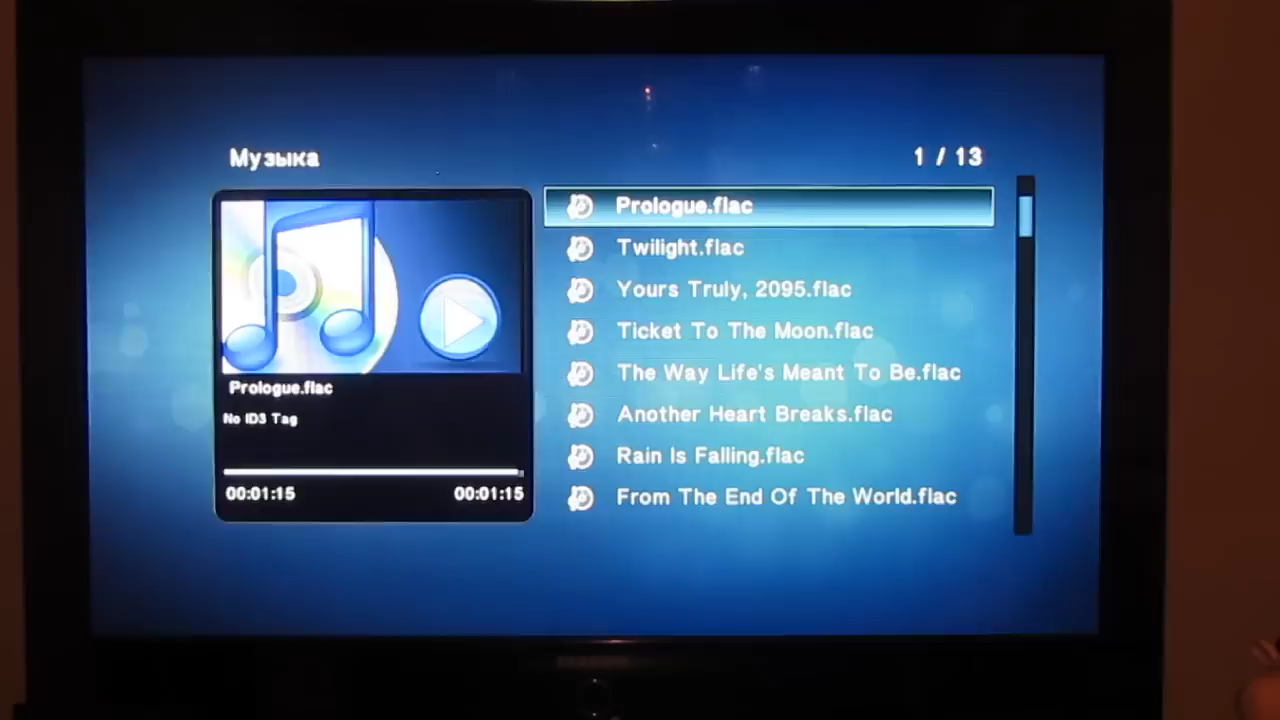 Музыка
1 / 13
Prologue.flac
No ID3 Tag
00:01:15
00:01:15
Prologue.flac
Twilight.flac
Yours Truly, 2095.flac
Ticket To The Moon.flac
The Way Life's Meant To Be.flac
Another Heart Breaks.flac
Rain Is Falling.flac
From The End Of The World.flac